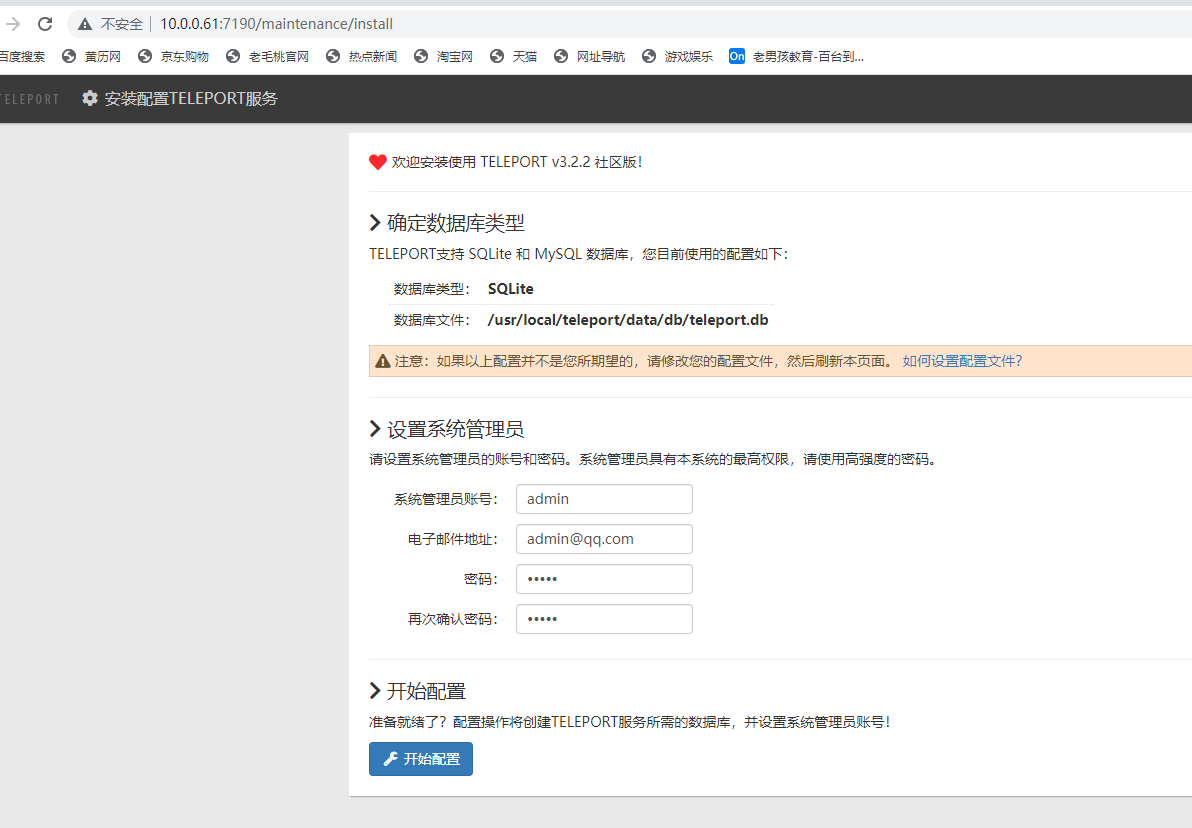 不安全 10.0.0.61:7190/maintenance/install
百度搜索 黄历网 京东购物 老毛桃官网 热点新闻 淘宝网 天猫 网址导航 游戏娱乐 On 老男孩教育-百台到...
TELEPORT 安装配置TELEPORT服务
欢迎安装使用 TELEPORT v3.2.2 社区版!
确定数据库类型
TELEPORT支持 SQLite 和 MySQL 数据库，您目前使用的配置如下：
数据库类型： SQLite
数据库文件： /usr/local/teleport/data/db/teleport.db
注意：如果以上配置并不是您所期望的，请修改您的配置文件，然后刷新本页面。 如何设置配置文件?
设置系统管理员
请设置系统管理员的账号和密码。系统管理员具有本系统的最高权限，请使用高强度的密码。
系统管理员账号： admin
电子邮件地址： admin@qq.com
密码： •••••
再次确认密码： •••••
开始配置
准备就绪了？配置操作将创建TELEPORT服务所需的数据库，并设置系统管理员账号！
开始配置